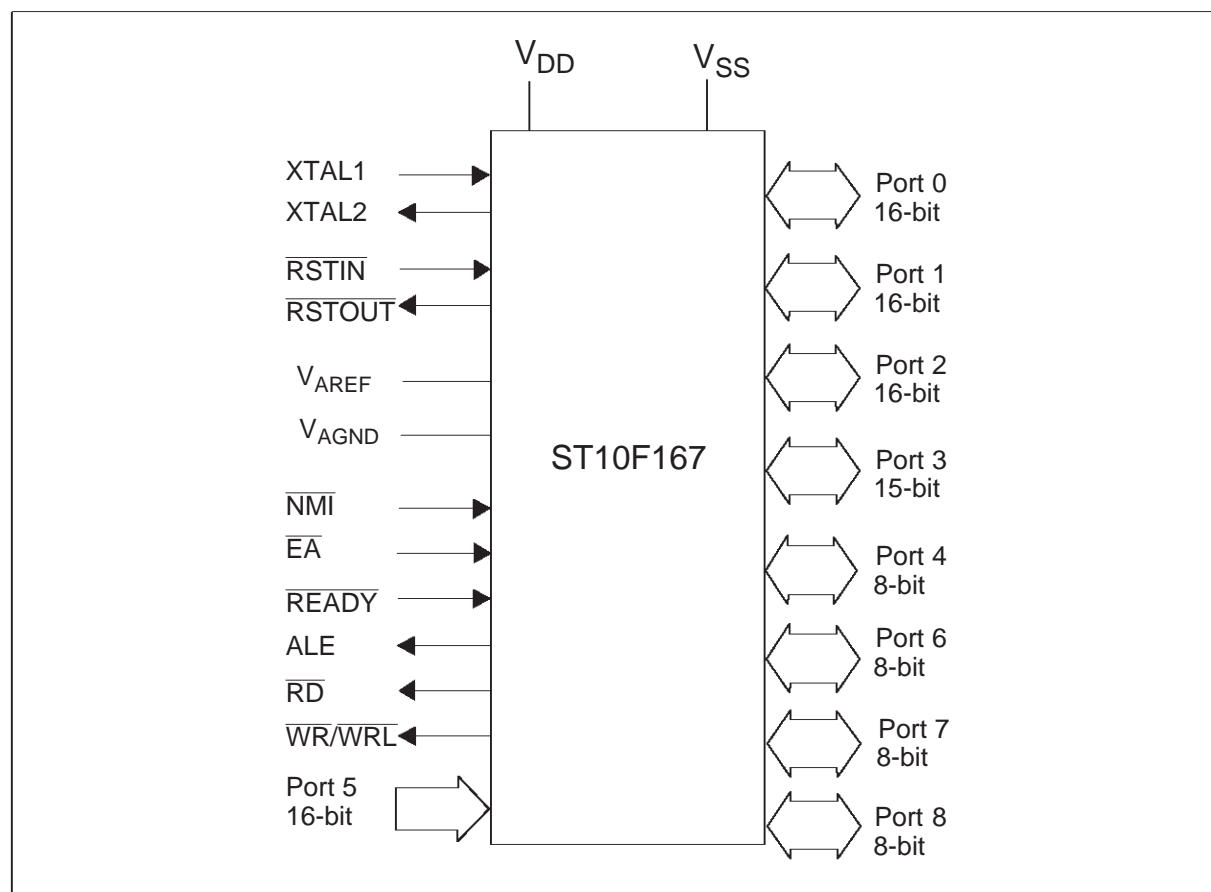 VDD
VSS
XTAL1
XTAL2
RSTIN
RSTOUT
VAREF
VAGND
NMI
EA
READY
ALE
RD
WR/WRL
Port 5
16-bit
ST10F167
Port 0
16-bit
Port 1
16-bit
Port 2
16-bit
Port 3
15-bit
Port 4
8-bit
Port 6
8-bit
Port 7
8-bit
Port 8
8-bit